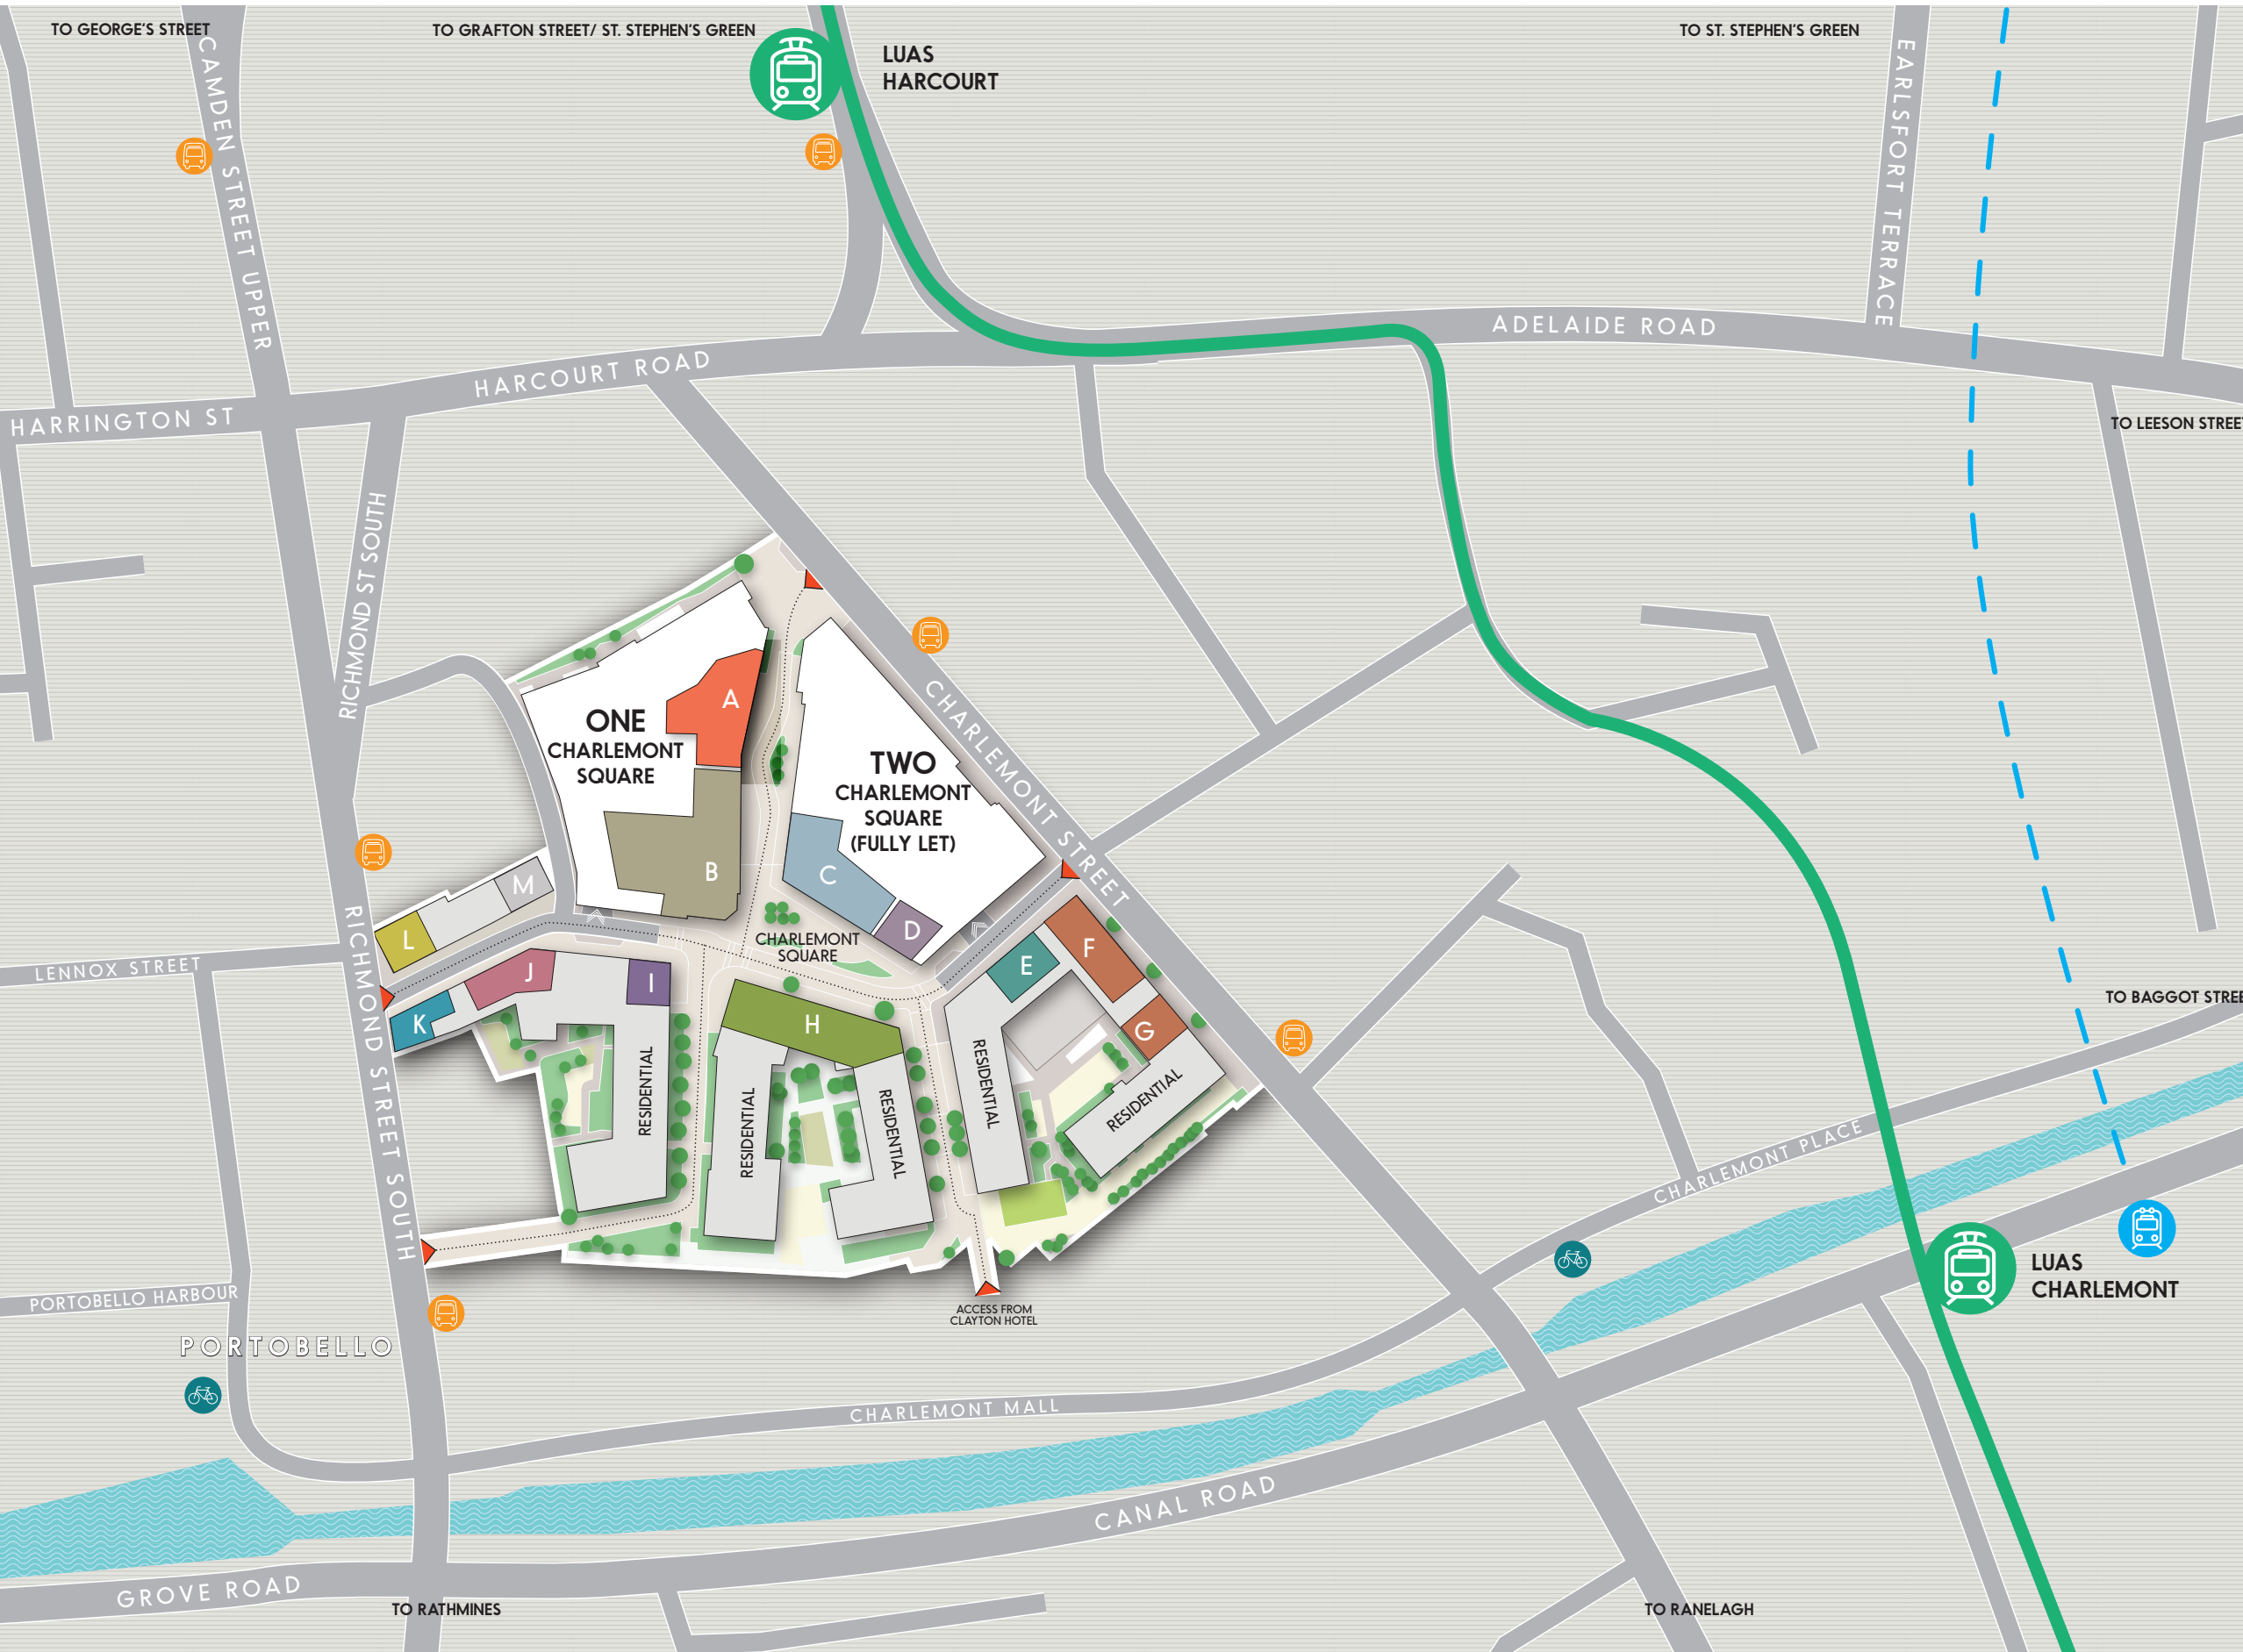 TO GEORGE'S STREET
TO GRAFTON STREET/ ST. STEPHEN'S GREEN
TO ST. STEPHEN'S GREEN
LUAS
HARCOURT
CAMDEN STREET UPPER
EARLSFORT TERRACE
ADELAIDE ROAD
HARCOURT ROAD
HARRINGTON ST
TO LEESON STREET
RICHMOND ST SOUTH
CHARLEMONT STREET
A
ONE
CHARLEMONT
SQUARE
TWO
CHARLEMONT
SQUARE
(FULLY LET)
B
C
M
D
L
CHARLEMONT
SQUARE
F
E
J
I
K
H
G
LENNOX STREET
RICHMOND STREET SOUTH
TO BAGGOT STREE
RESIDENTIAL
RESIDENTIAL
RESIDENTIAL
RESIDENTIAL
RESIDENTIAL
CHARLEMONT PLACE
LUAS
CHARLEMONT
PORTOBELLO HARBOUR
ACCESS FROM
CLAYTON HOTEL
PORTOBELLO
CHARLEMONT MALL
CANAL ROAD
GROVE ROAD
TO RATHMINES
TO RANELAGH